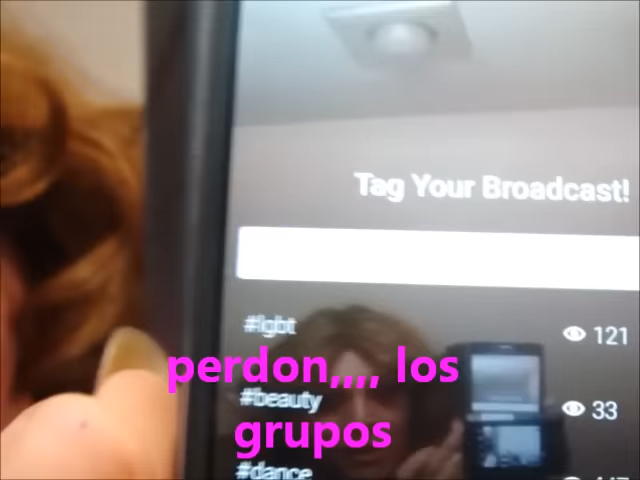 Tag Your Broadcast!
#lgbt 121
perdon,,,, los
#beauty 33
grupos
#dance